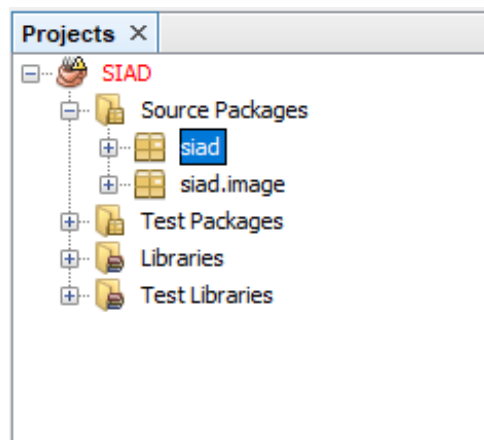 Projects
SIAD
Source Packages
siad
siad.image
Test Packages
Libraries
Test Libraries